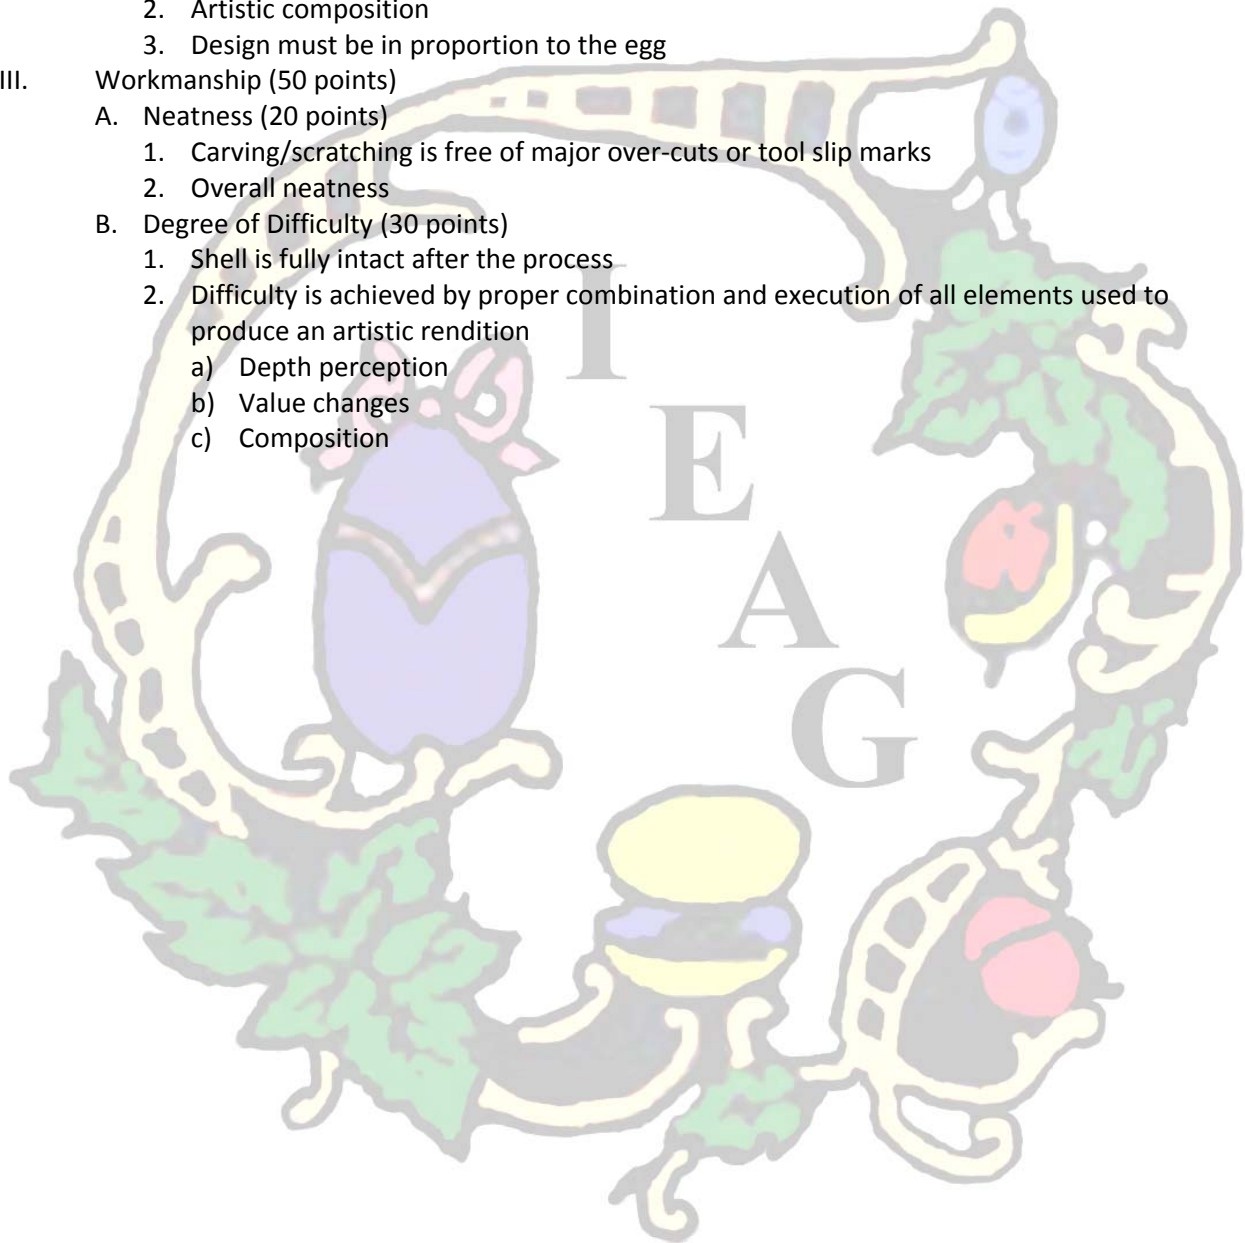 2. Artistic composition
3. Design must be in proportion to the egg
III. Workmanship (50 points)
A. Neatness (20 points)
1. Carving/scratching is free of major over-cuts or tool slip marks
2. Overall neatness
B. Degree of Difficulty (30 points)
1. Shell is fully intact after the process
2. Difficulty is achieved by proper combination and execution of all elements used to
produce an artistic rendition
a) Depth perception
b) Value changes
c) Composition
I
E
A
G